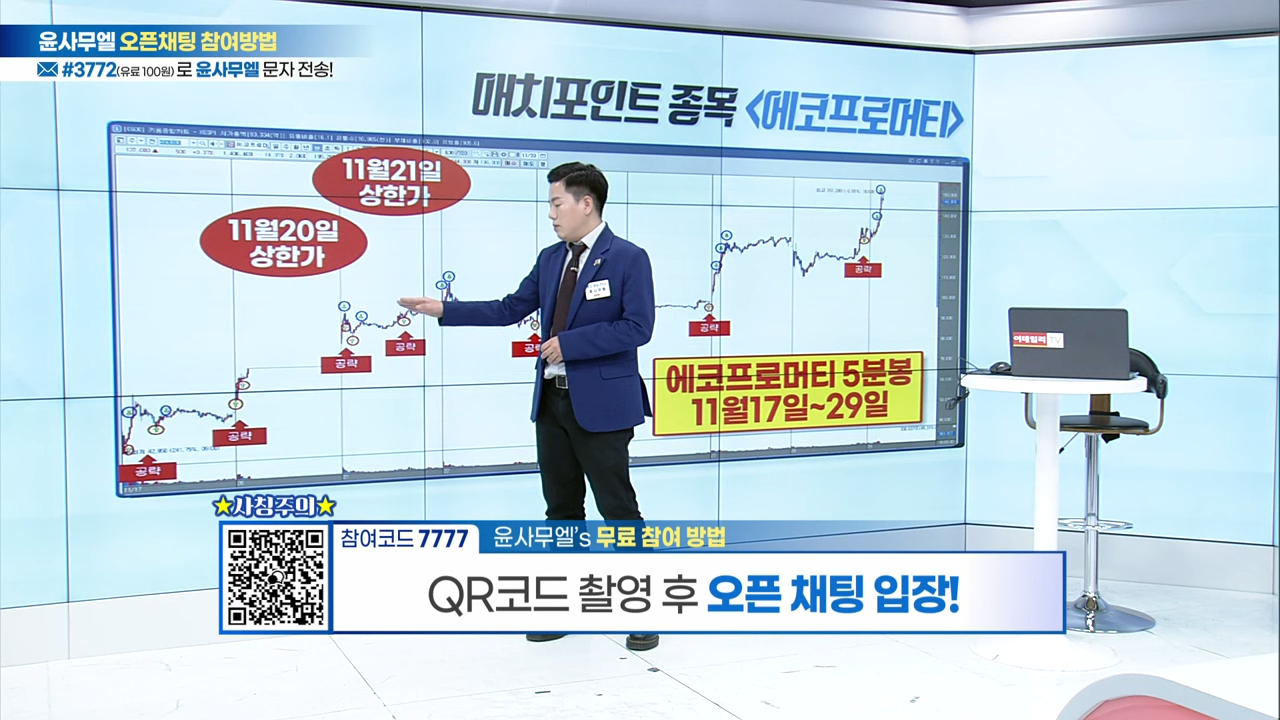 윤사무엘 오픈채팅 참여방법
#3772(유료 100원)로 윤사무엘 문자 전송!
매치포인트 종목 <에코프로머티>
11월21일
상한가
11월20일
상한가
공략
공략
공략
공략
공략
공략
공략
에코프로머티 5분봉
11월17일~29일
이데일리 TV
★사칭주의★
참여코드 7777
윤사무엘's 무료 참여 방법
QR코드 촬영 후 오픈 채팅 입장!